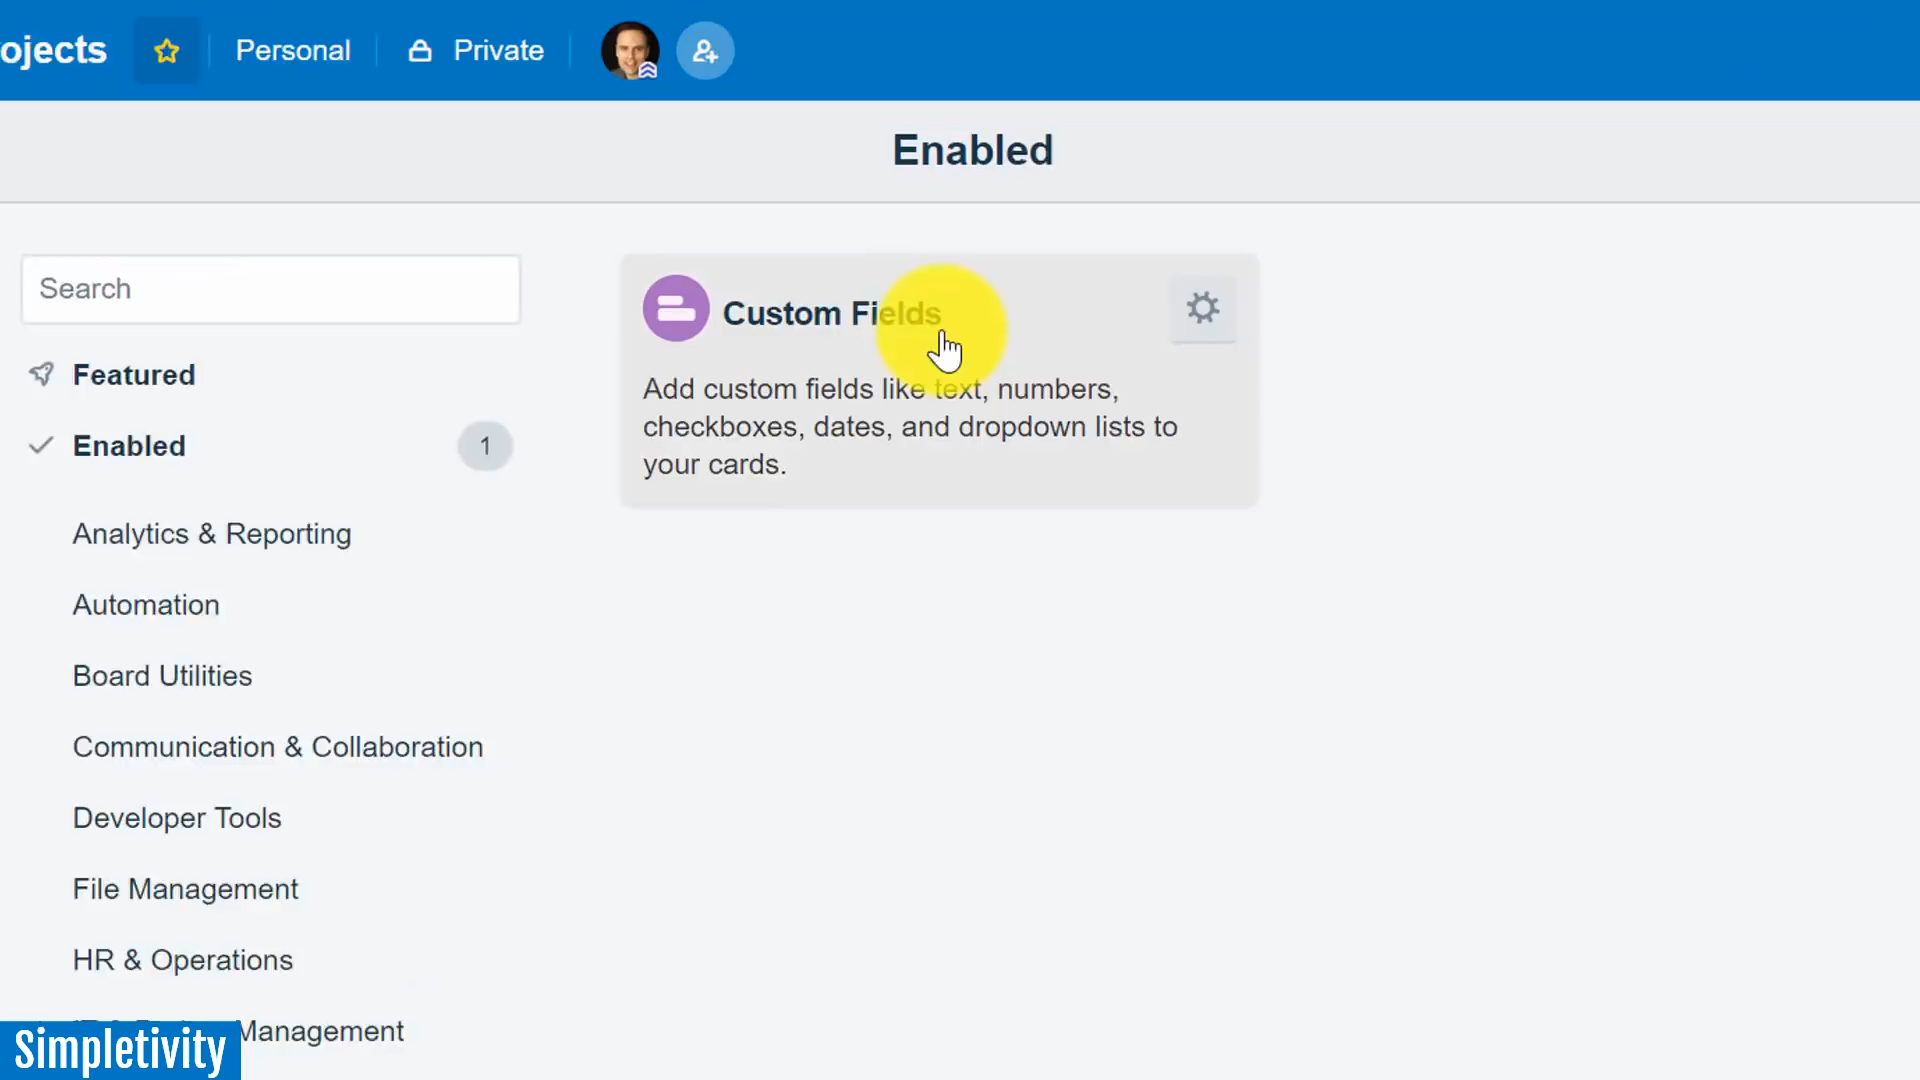 ojects
Personal
Private
Enabled
Search
Featured
Enabled
1
Analytics & Reporting
Automation
Board Utilities
Communication & Collaboration
Developer Tools
File Management
HR & Operations
Management
Custom Fields
Add custom fields like text, numbers,
checkboxes, dates, and dropdown lists to
your cards.
Simpletivity